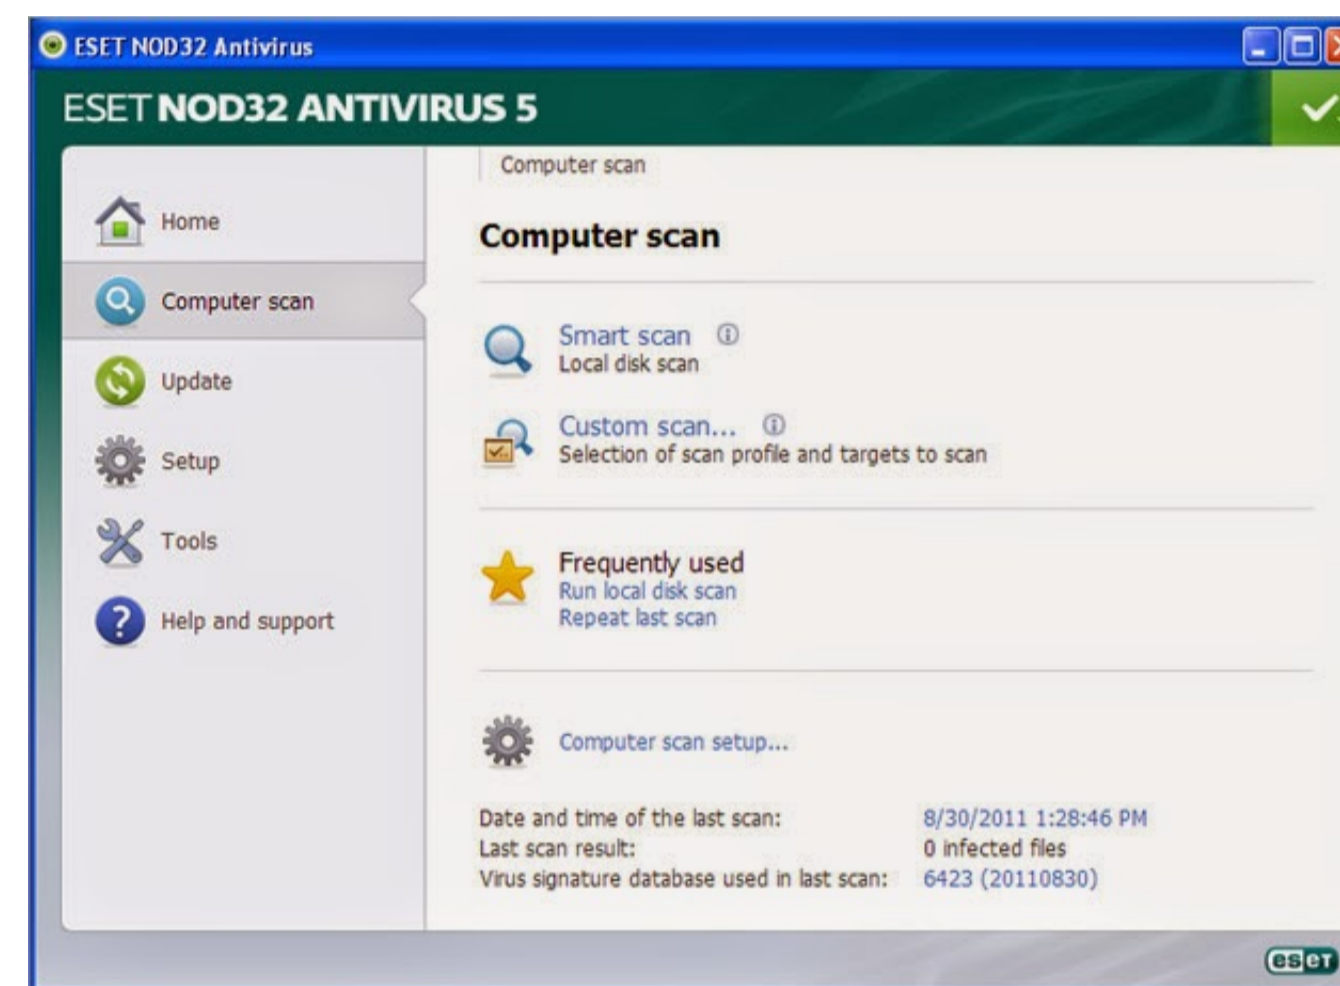 ESET NOD32 Antivirus
ESET NOD32 ANTIVIRUS 5
Home
Computer scan
Update
Setup
Tools
Help and support
Computer scan
Computer scan
Smart scan
Local disk scan
Custom scan...
Selection of scan profile and targets to scan
Frequently used
Run local disk scan
Repeat last scan
Computer scan setup...
Date and time of the last scan: 8/30/2011 1:28:46 PM
Last scan result: 0 infected files
Virus signature database used in last scan: 6423 (20110830)
eseT